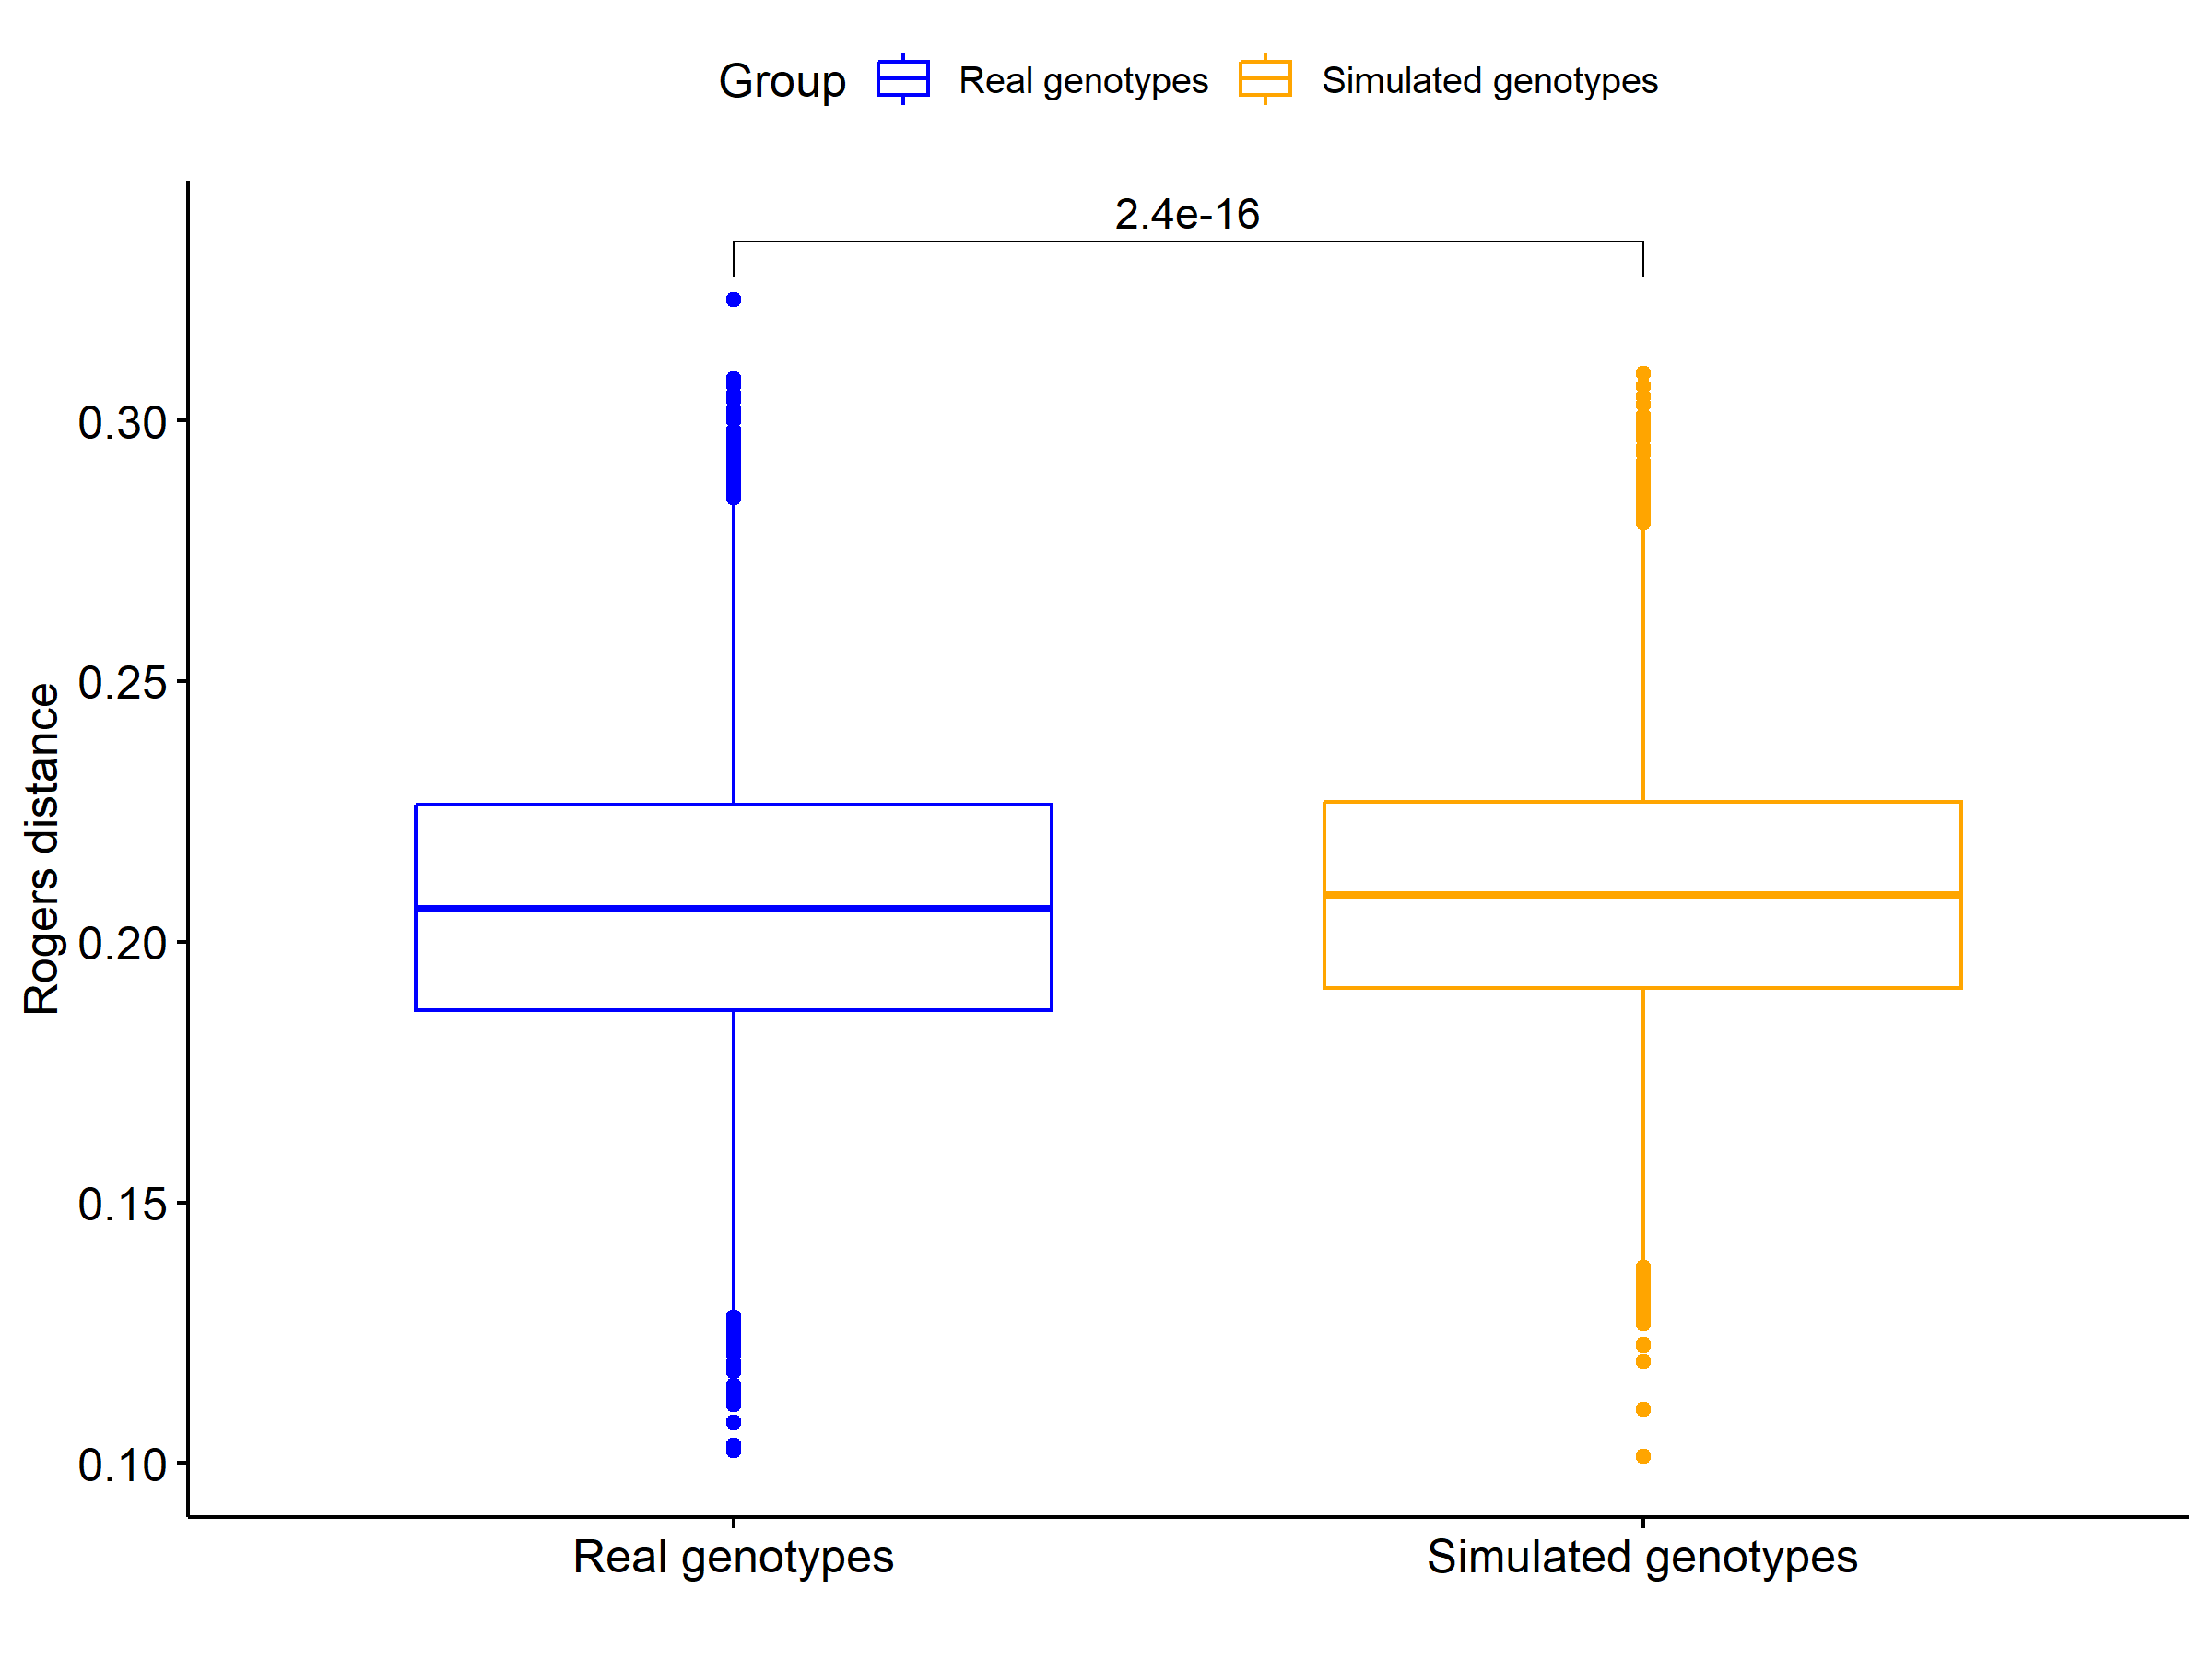 Group Real genotypes Simulated genotypes
2.4e-16
Rogers distance
0.30
0.25
0.20
0.15
0.10
Real genotypes Simulated genotypes